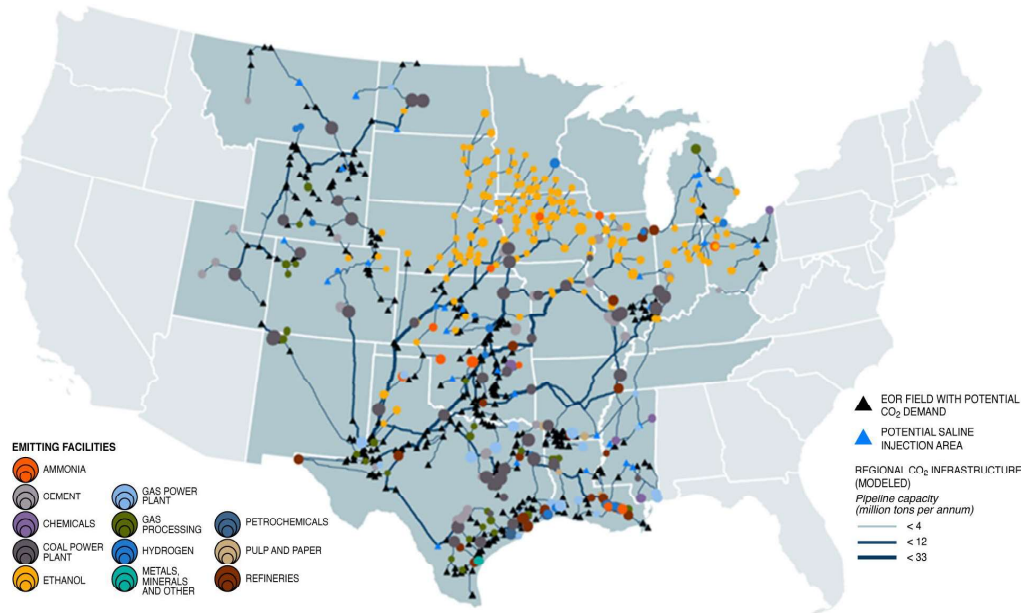 EMITTING FACILITIES
AMMONIA
CEMENT
CHEMICALS
COAL POWER
PLANT
ETHANOL
GAS POWER
PLANT
GAS
PROCESSING
HYDROGEN
METALS,
MINERALS
AND OTHER
PETROCHEMICALS
PULP AND PAPER
REFINERIES
EOR FIELD WITH POTENTIAL
CO₂ DEMAND
POTENTIAL SALINE
INJECTION AREA
REGIONAL CO₂ INFRASTRUCTURE
(MODELED)
Pipeline capacity
(million tons per annum)
< 4
< 12
< 33